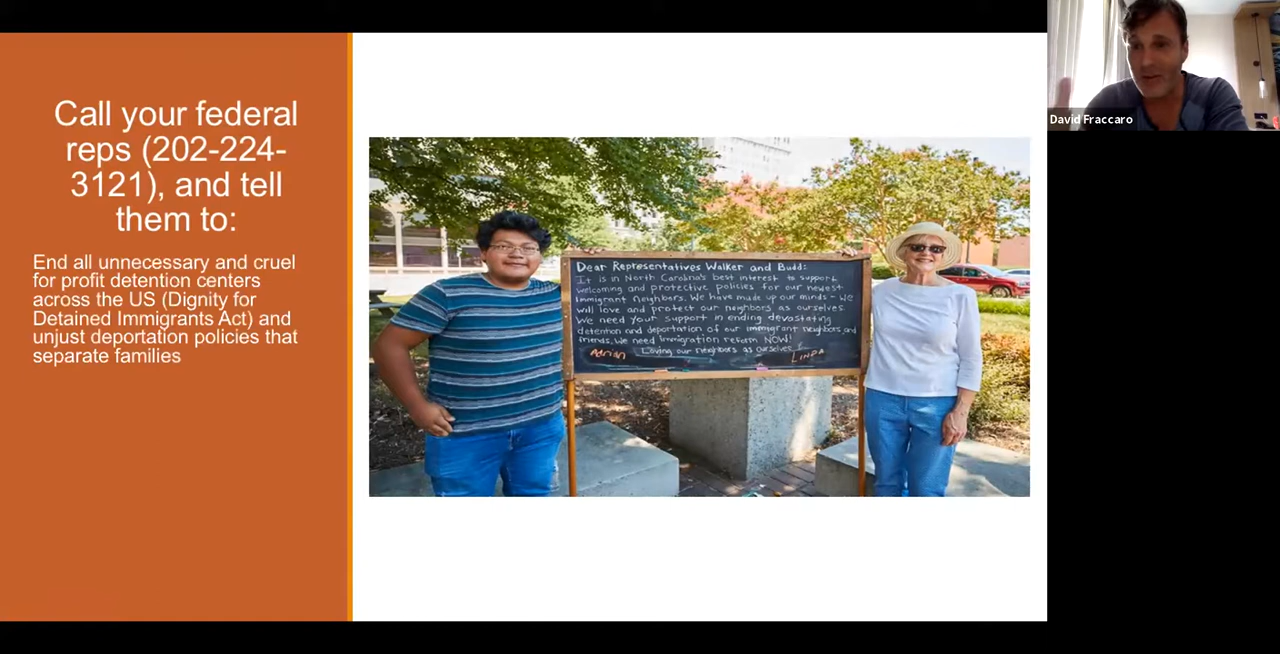 Call your federal
reps (202-224-
3121), and tell
them to:
End all unnecessary and cruel
for profit detention centers
across the US (Dignity for
Detained Immigrants Act) and
unjust deportation policies that
separate families
Dear Representatives Walker and Budd:
It is in North Carolina's best interest to support
welcoming and protective policies for our newest
immigrant neighbors. We have made up our minds - we
will love and protect our neighbors as ourselves.
We need your support in ending devastating
detention and deportation of our immigrant neighbors and
friends. We need immigration reform NOW!
Loving our neighbors as ourselves,
Adrian
LINDA
David Fraccaro